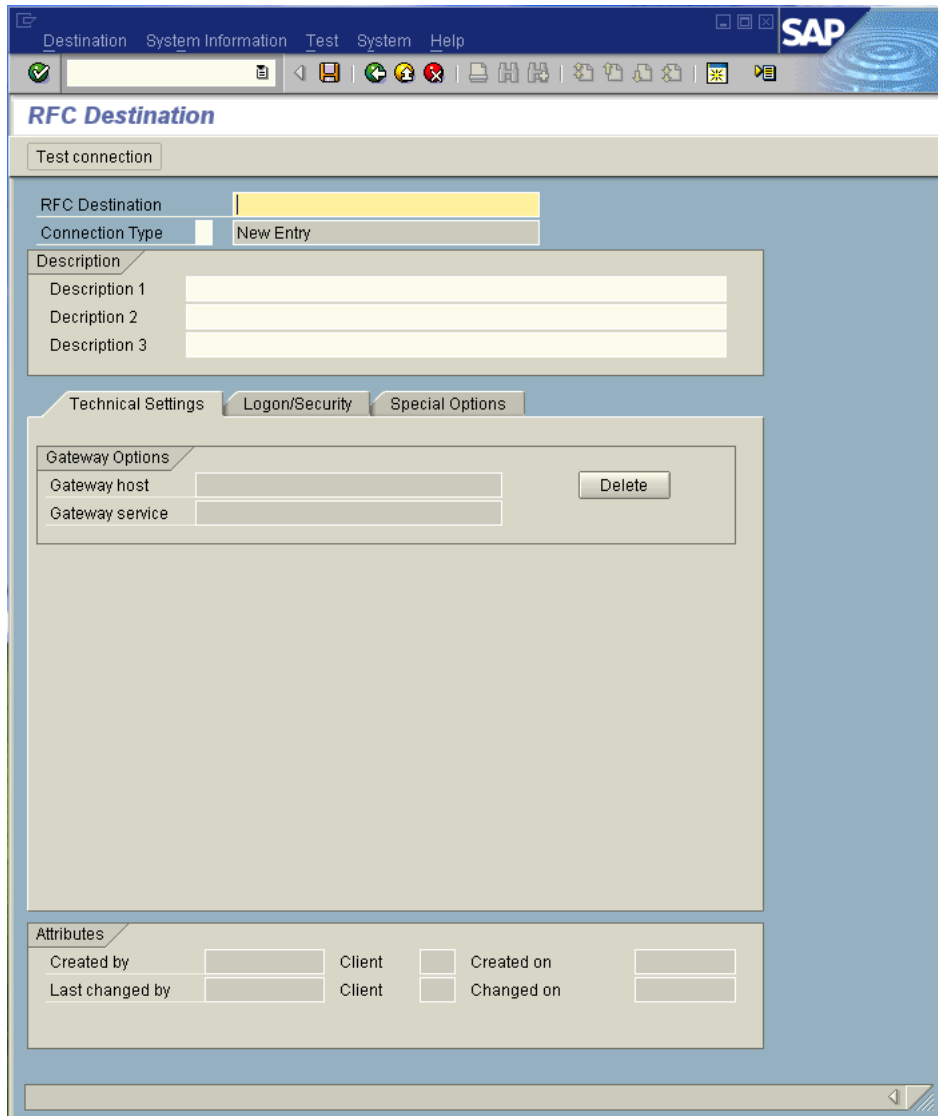 Destination System Information Test System Help
SAP
RFC Destination
Test connection
RFC Destination
Connection Type New Entry
Description
Description 1
Decription 2
Description 3
Technical Settings Logon/Security Special Options
Gateway Options
Gateway host Delete
Gateway service
Attributes
Created by Client Created on
Last changed by Client Changed on